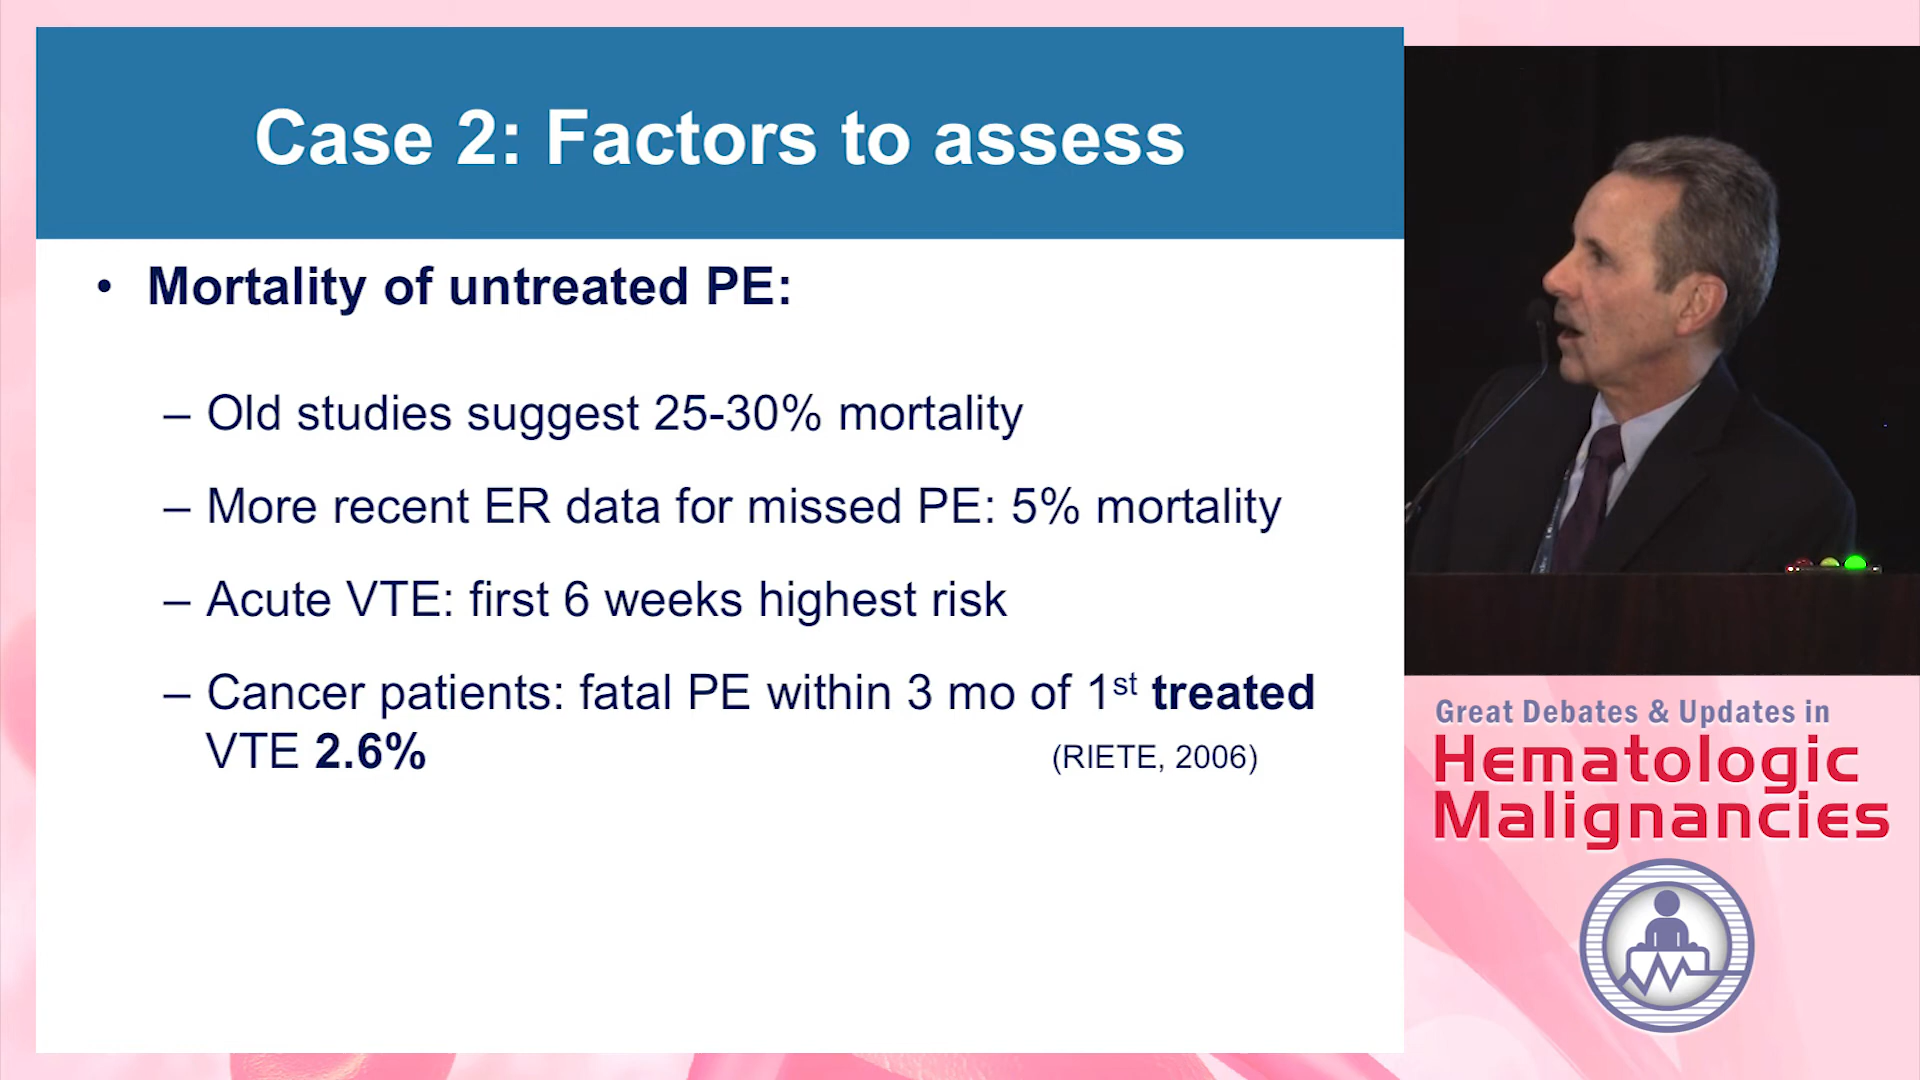 Case 2: Factors to assess
• Mortality of untreated PE:
– Old studies suggest 25-30% mortality
– More recent ER data for missed PE: 5% mortality
– Acute VTE: first 6 weeks highest risk
– Cancer patients: fatal PE within 3 mo of 1st treated
VTE 2.6% (RIETE, 2006)
Great Debates & Updates in
Hematologic
Malignancies